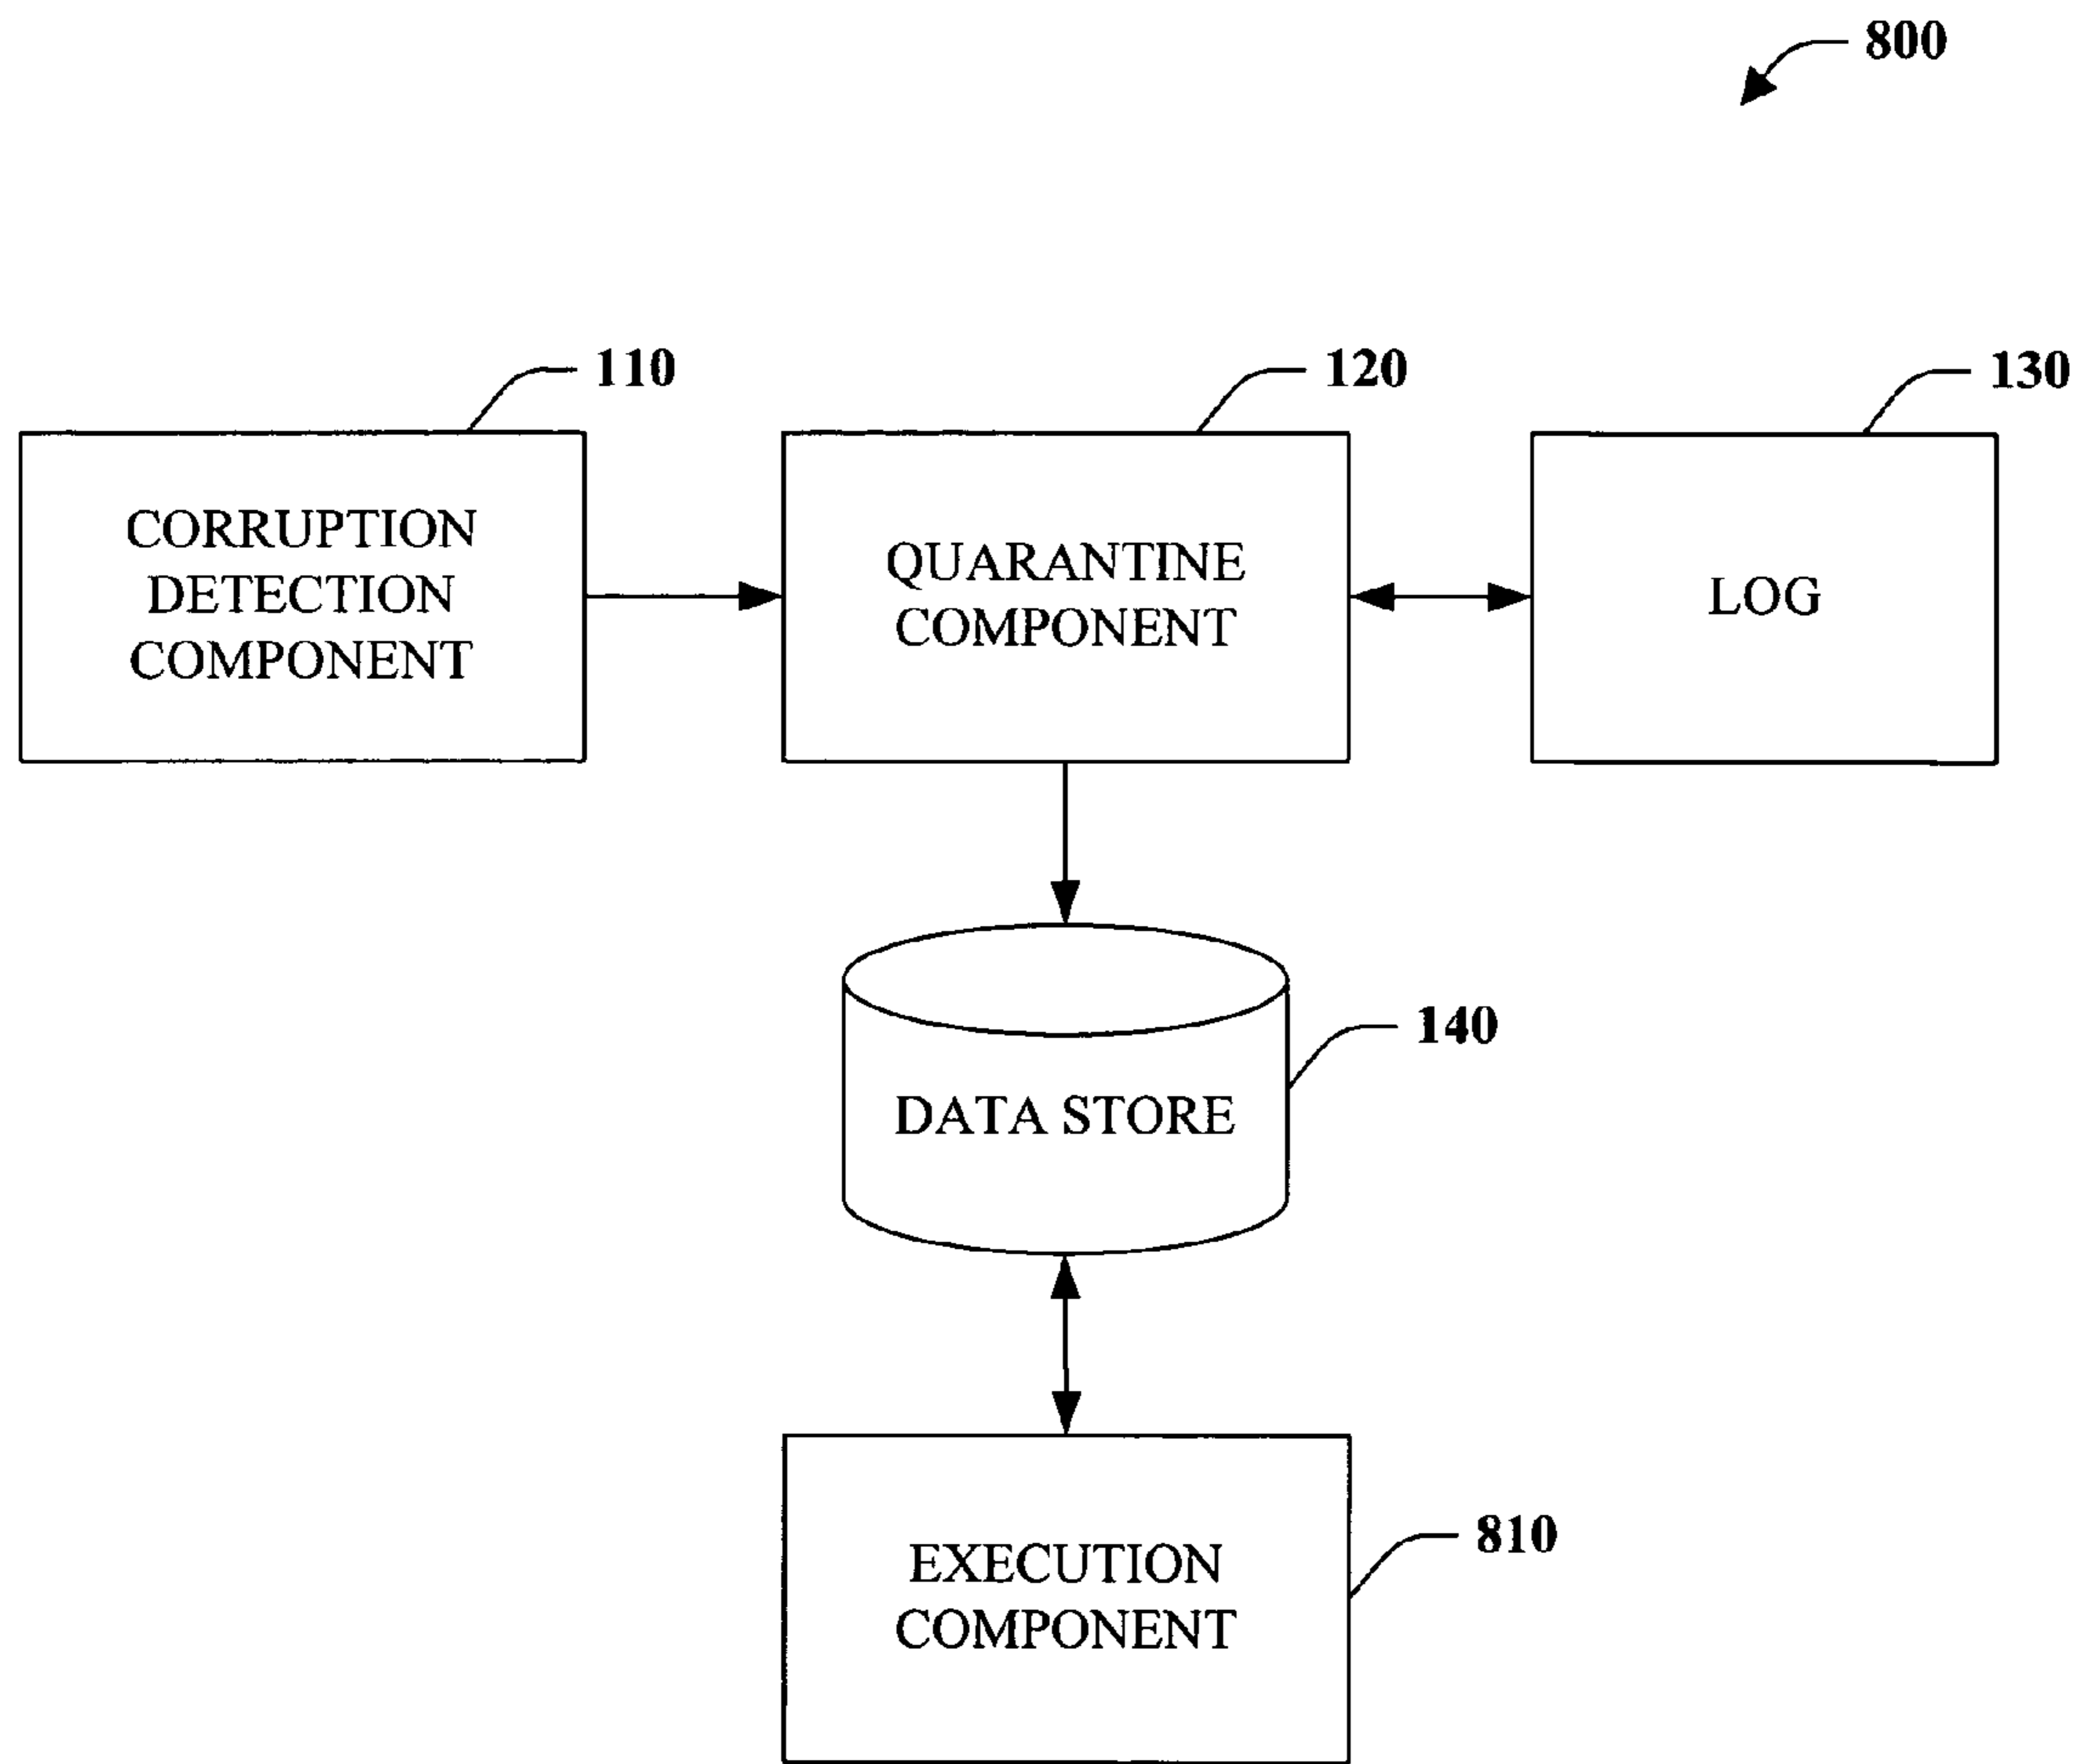 800
110
120
130
CORRUPTION
DETECTION
COMPONENT
QUARANTINE
COMPONENT
LOG
140
DATA STORE
810
EXECUTION
COMPONENT